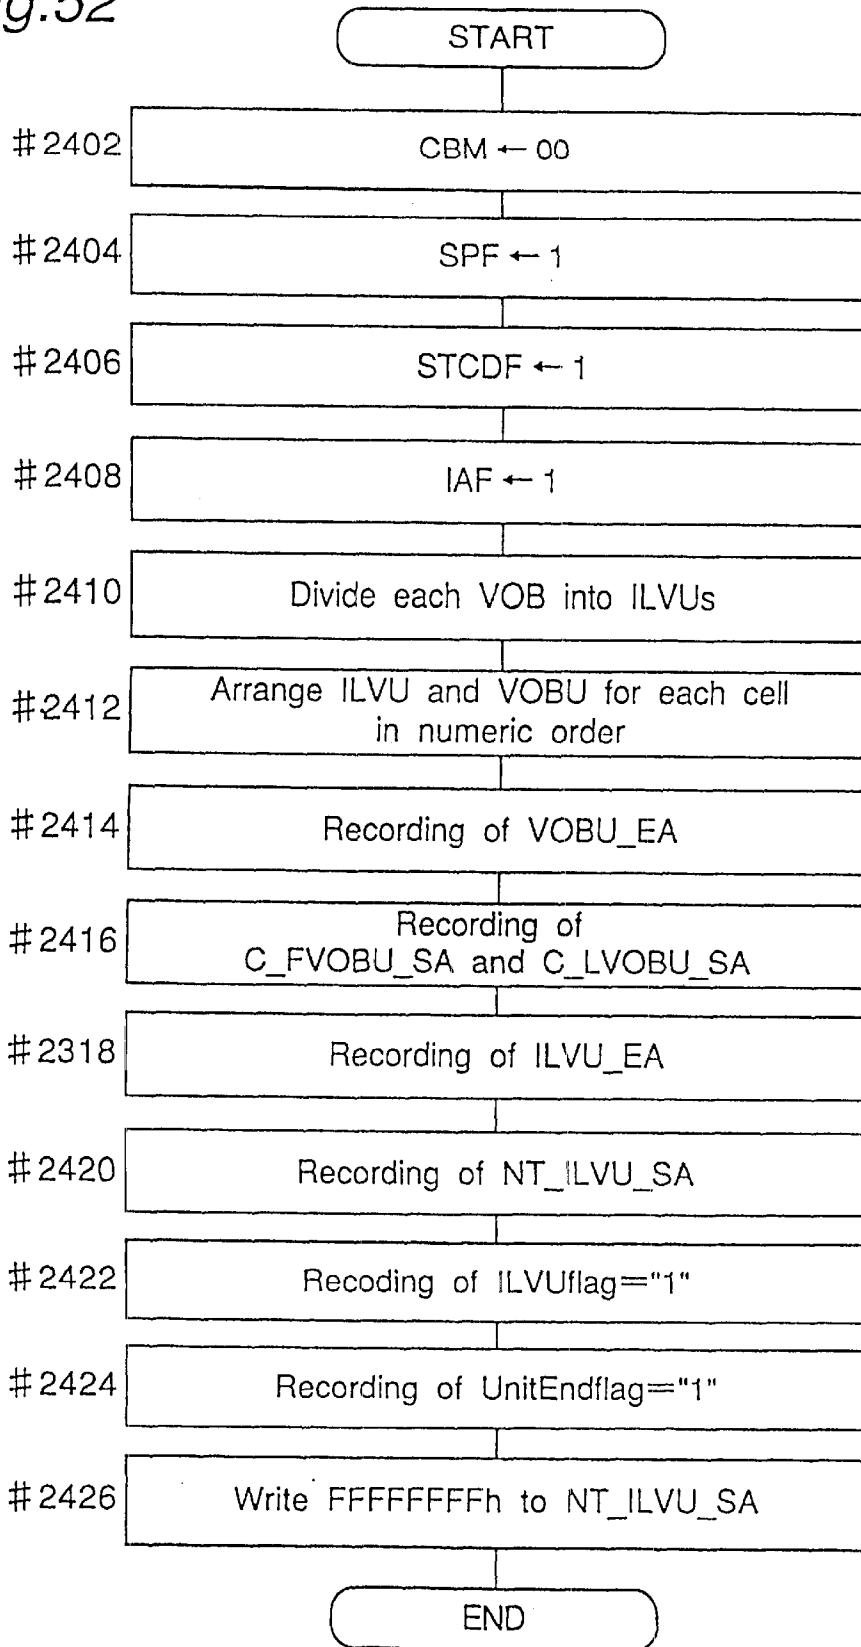 g.52
START
#2402 CBM ← 00
#2404 SPF ← 1
#2406 STCDF ← 1
#2408 IAF ← 1
#2410 Divide each VOB into ILVUs
#2412 Arrange ILVU and VOBU for each cell
in numeric order
#2414 Recording of VOBU_EA
#2416 Recording of
C_FVOBU_SA and C_LVOBU_SA
#2318 Recording of ILVU_EA
#2420 Recording of NT_ILVU_SA
#2422 Recoding of ILVUflag="1"
#2424 Recording of UnitEndflag="1"
#2426 Write FFFFFFFFh to NT_ILVU_SA
END